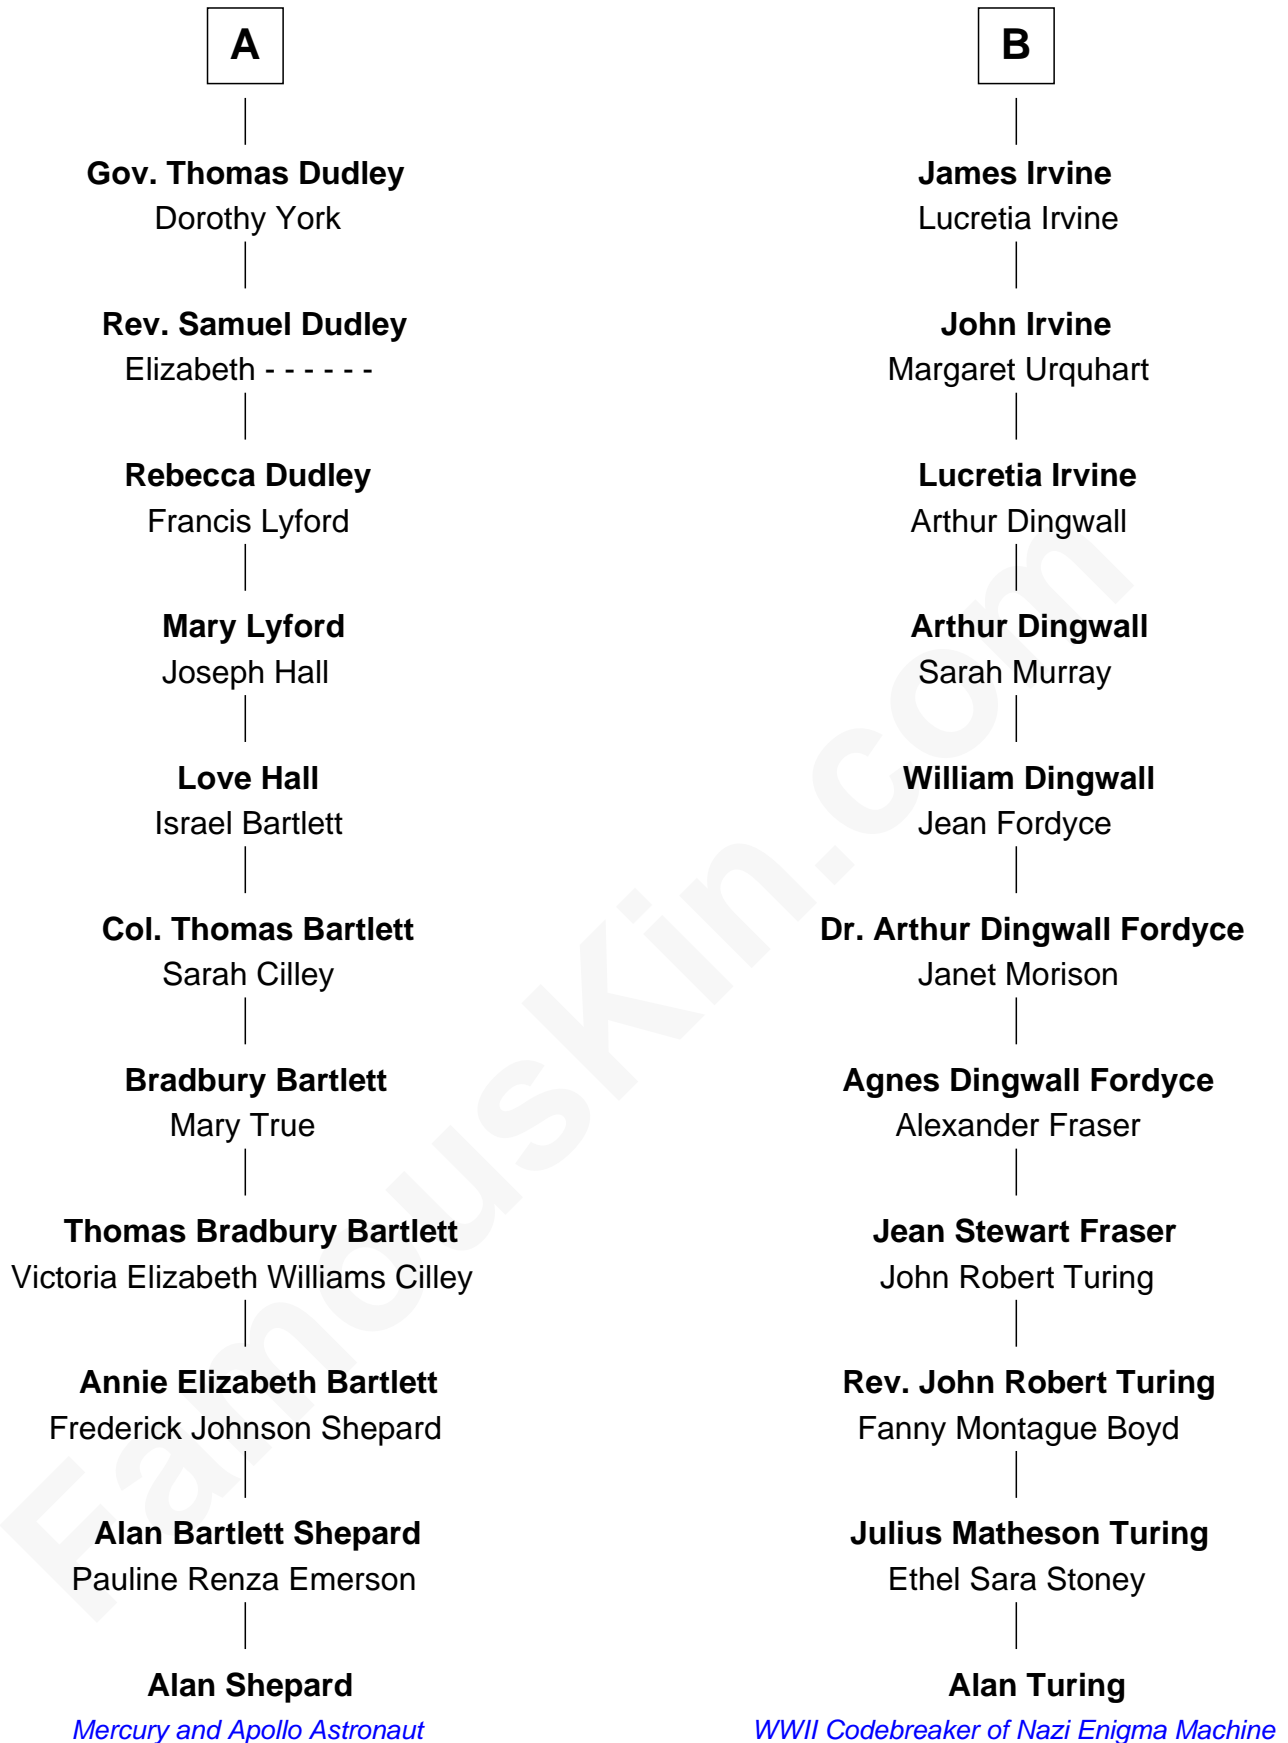 A
Gov. Thomas Dudley
Dorothy York
Rev. Samuel Dudley
Elizabeth - - - - - -
Rebecca Dudley
Francis Lyford
Mary Lyford
Joseph Hall
Love Hall
Israel Bartlett
Col. Thomas Bartlett
Sarah Cilley
Bradbury Bartlett
Mary True
Thomas Bradbury Bartlett
Victoria Elizabeth Williams Cilley
Annie Elizabeth Bartlett
Frederick Johnson Shepard
Alan Bartlett Shepard
Pauline Renza Emerson
Alan Shepard
Mercury and Apollo Astronaut
B
James Irvine
Lucretia Irvine
John Irvine
Margaret Urquhart
Lucretia Irvine
Arthur Dingwall
Arthur Dingwall
Sarah Murray
William Dingwall
Jean Fordyce
Dr. Arthur Dingwall Fordyce
Janet Morison
Agnes Dingwall Fordyce
Alexander Fraser
Jean Stewart Fraser
John Robert Turing
Rev. John Robert Turing
Fanny Montague Boyd
Julius Matheson Turing
Ethel Sara Stoney
Alan Turing
WWII Codebreaker of Nazi Enigma Machine
FamousKin.com